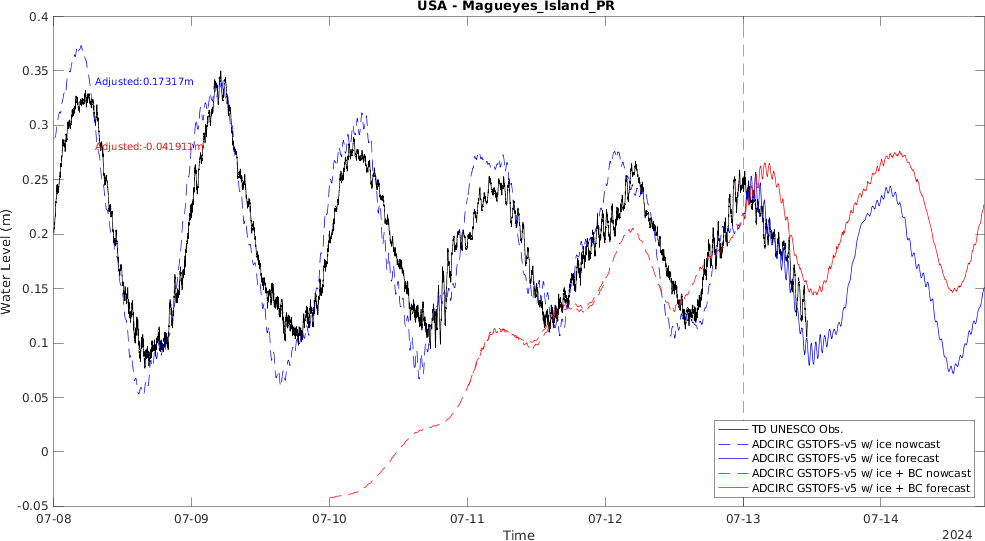 USA - Magueyes_Island_PR
0.4
0.35
0.3
0.25
0.2
0.15
0.1
0.05
0
-0.05
Water Level (m)
Adjusted:0.17317m
Adjusted:-0.041911m
TD UNESCO Obs.
ADCIRC GSTOFS-v5 w/ ice nowcast
ADCIRC GSTOFS-v5 w/ ice forecast
ADCIRC GSTOFS-v5 w/ ice + BC nowcast
ADCIRC GSTOFS-v5 w/ ice + BC forecast
07-08 07-09 07-10 07-11 07-12 07-13 07-14
Time
2024